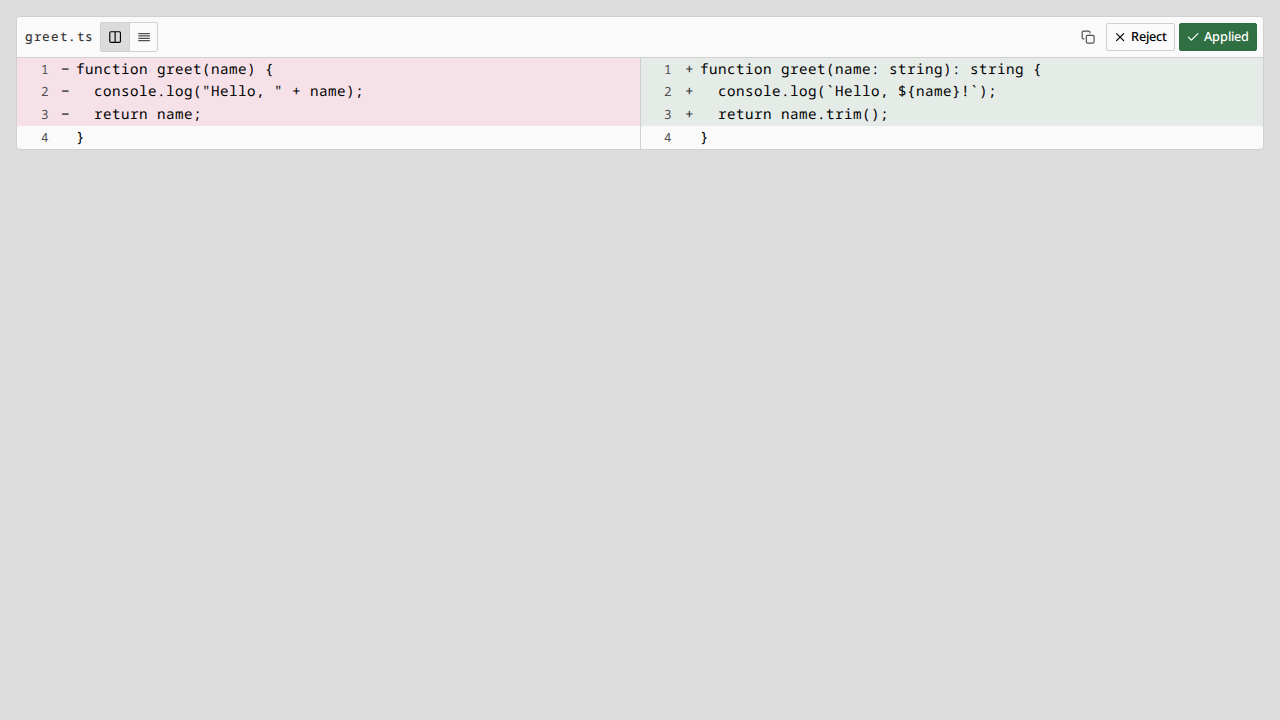 greet.ts Reject Applied
1 − function greet(name) {
2 − console.log("Hello, " + name);
3 − return name;
4 }
1 + function greet(name: string): string {
2 + console.log(`Hello, ${name}!`);
3 + return name.trim();
4 }